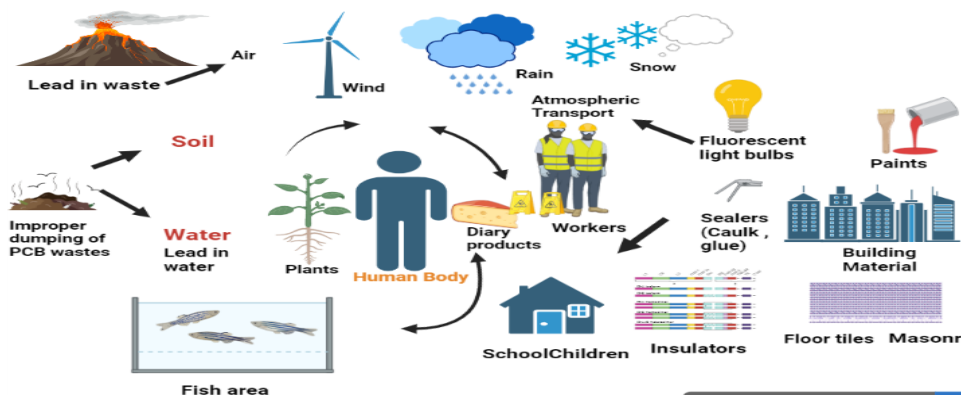 Air
Lead in waste
Wind
Rain
Snow
Atmospheric
Transport
Fluorescent
light bulbs
Paints
Soil
Improper
dumping of
PCB wastes
Water
Lead in
water
Plants
Human Body
Diary
products
Workers
Sealers
(Caulk ,
glue)
Building
Material
SchoolChildren
Insulators
Floor tiles
Masonr
Fish area